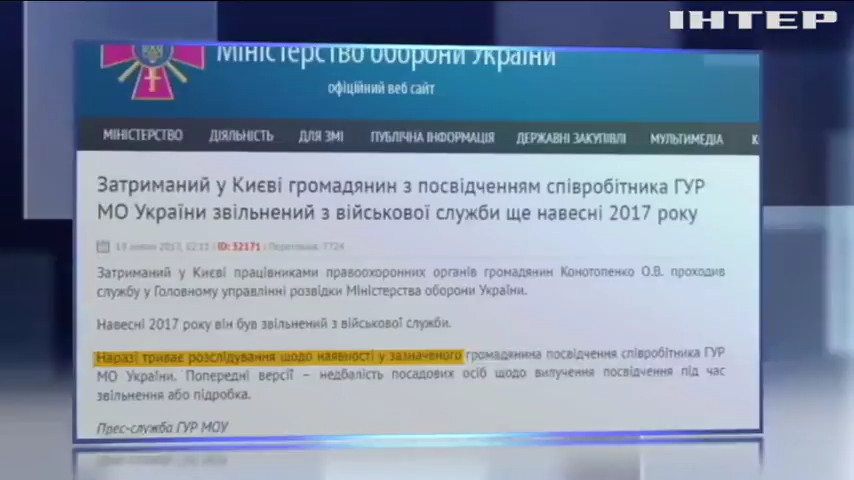 ІНТЕР
Міністерство оборони України
офіційний веб сайт
МІНІСТЕРСТВО ДІЯЛЬНІСТЬ ДЛЯ ЗМІ ПУБЛІЧНА ІНФОРМАЦІЯ ДЕРЖАВНІ ЗАКУПІВЛІ МУЛЬТИМЕДІА К
Затриманий у Києві громадянин з посвідченням співробітника ГУР
МО України звільнений з військової служби ще навесні 2017 року
ID: 32171
Затриманий у Києві працівниками правоохоронних органів громадянин Конотопенко О.В. проходив
службу у Головному управлінні розвідки Міністерства оборони України.
Навесні 2017 року він був звільнений з військової служби.
Наразі триває розслідування щодо наявності у зазначеного громадянина посвідчення співробітника ГУР
МО України. Попередні версії – недбалість посадових осіб щодо вилучення посвідчення під час
звільнення або підробка.
Прес-служба ГУР МОУ